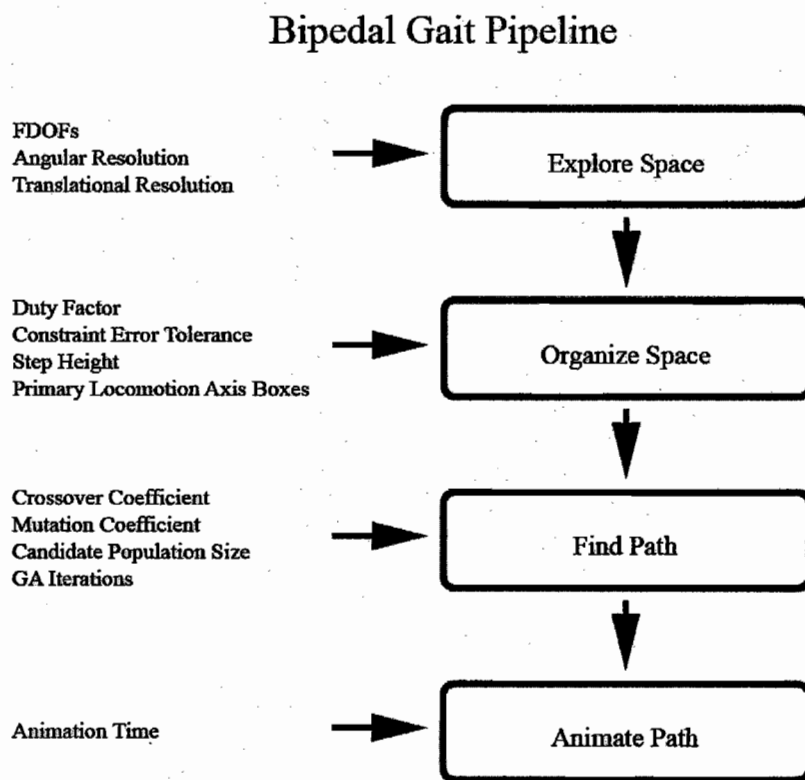 Bipedal Gait Pipeline
FDOFs
Angular Resolution
Translational Resolution
Explore Space
Duty Factor
Constraint Error Tolerance
Step Height
Primary Locomotion Axis Boxes
Organize Space
Crossover Coefficient
Mutation Coefficient
Candidate Population Size
GA Iterations
Find Path
Animation Time
Animate Path